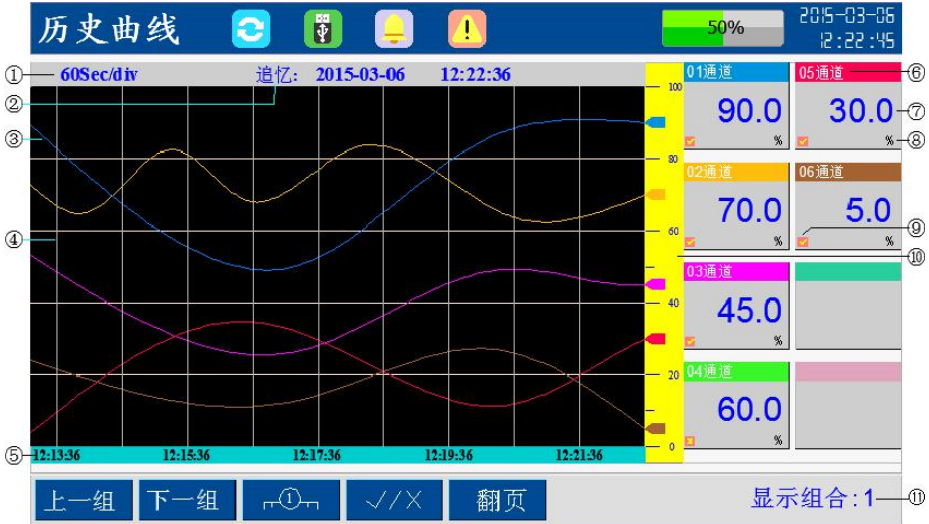 历史曲线
50%
2015-03-06
12:22:45
① 60Sec/div 追忆: 2015-03-06 12:22:36
②
③
④
⑤
100
80
60
40
20
0
12:13:36 12:15:36 12:17:36 12:19:36 12:21:36
01通道
90.0
%
05通道 ⑥
30.0 ⑦
% ⑧
02通道
70.0
%
06通道
5.0
⑨
%
⑩
03通道
45.0
%
04通道
60.0
%
上一组 下一组 ① √/X 翻页 显示组合:1 ⑪